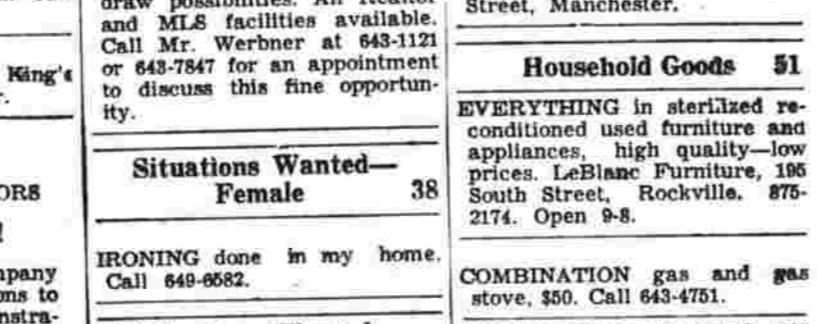 King's
r.
ORS
mpany
ons to
nstra-
draw possibilities. An Realtor
and MLS facilities available.
Call Mr. Werbner at 643-1121
or 643-7847 for an appointment
to discuss this fine opportun-
ity.
Situations Wanted—
Female 38
IRONING done in my home.
Call 649-6582.
Street, Manchester.
Household Goods 51
EVERYTHING in sterilized re-
conditioned used furniture and
appliances, high quality—low
prices. LeBlanc Furniture, 195
South Street, Rockville. 875-
2174. Open 9-8.
COMBINATION gas and gas
stove, $50. Call 643-4751.